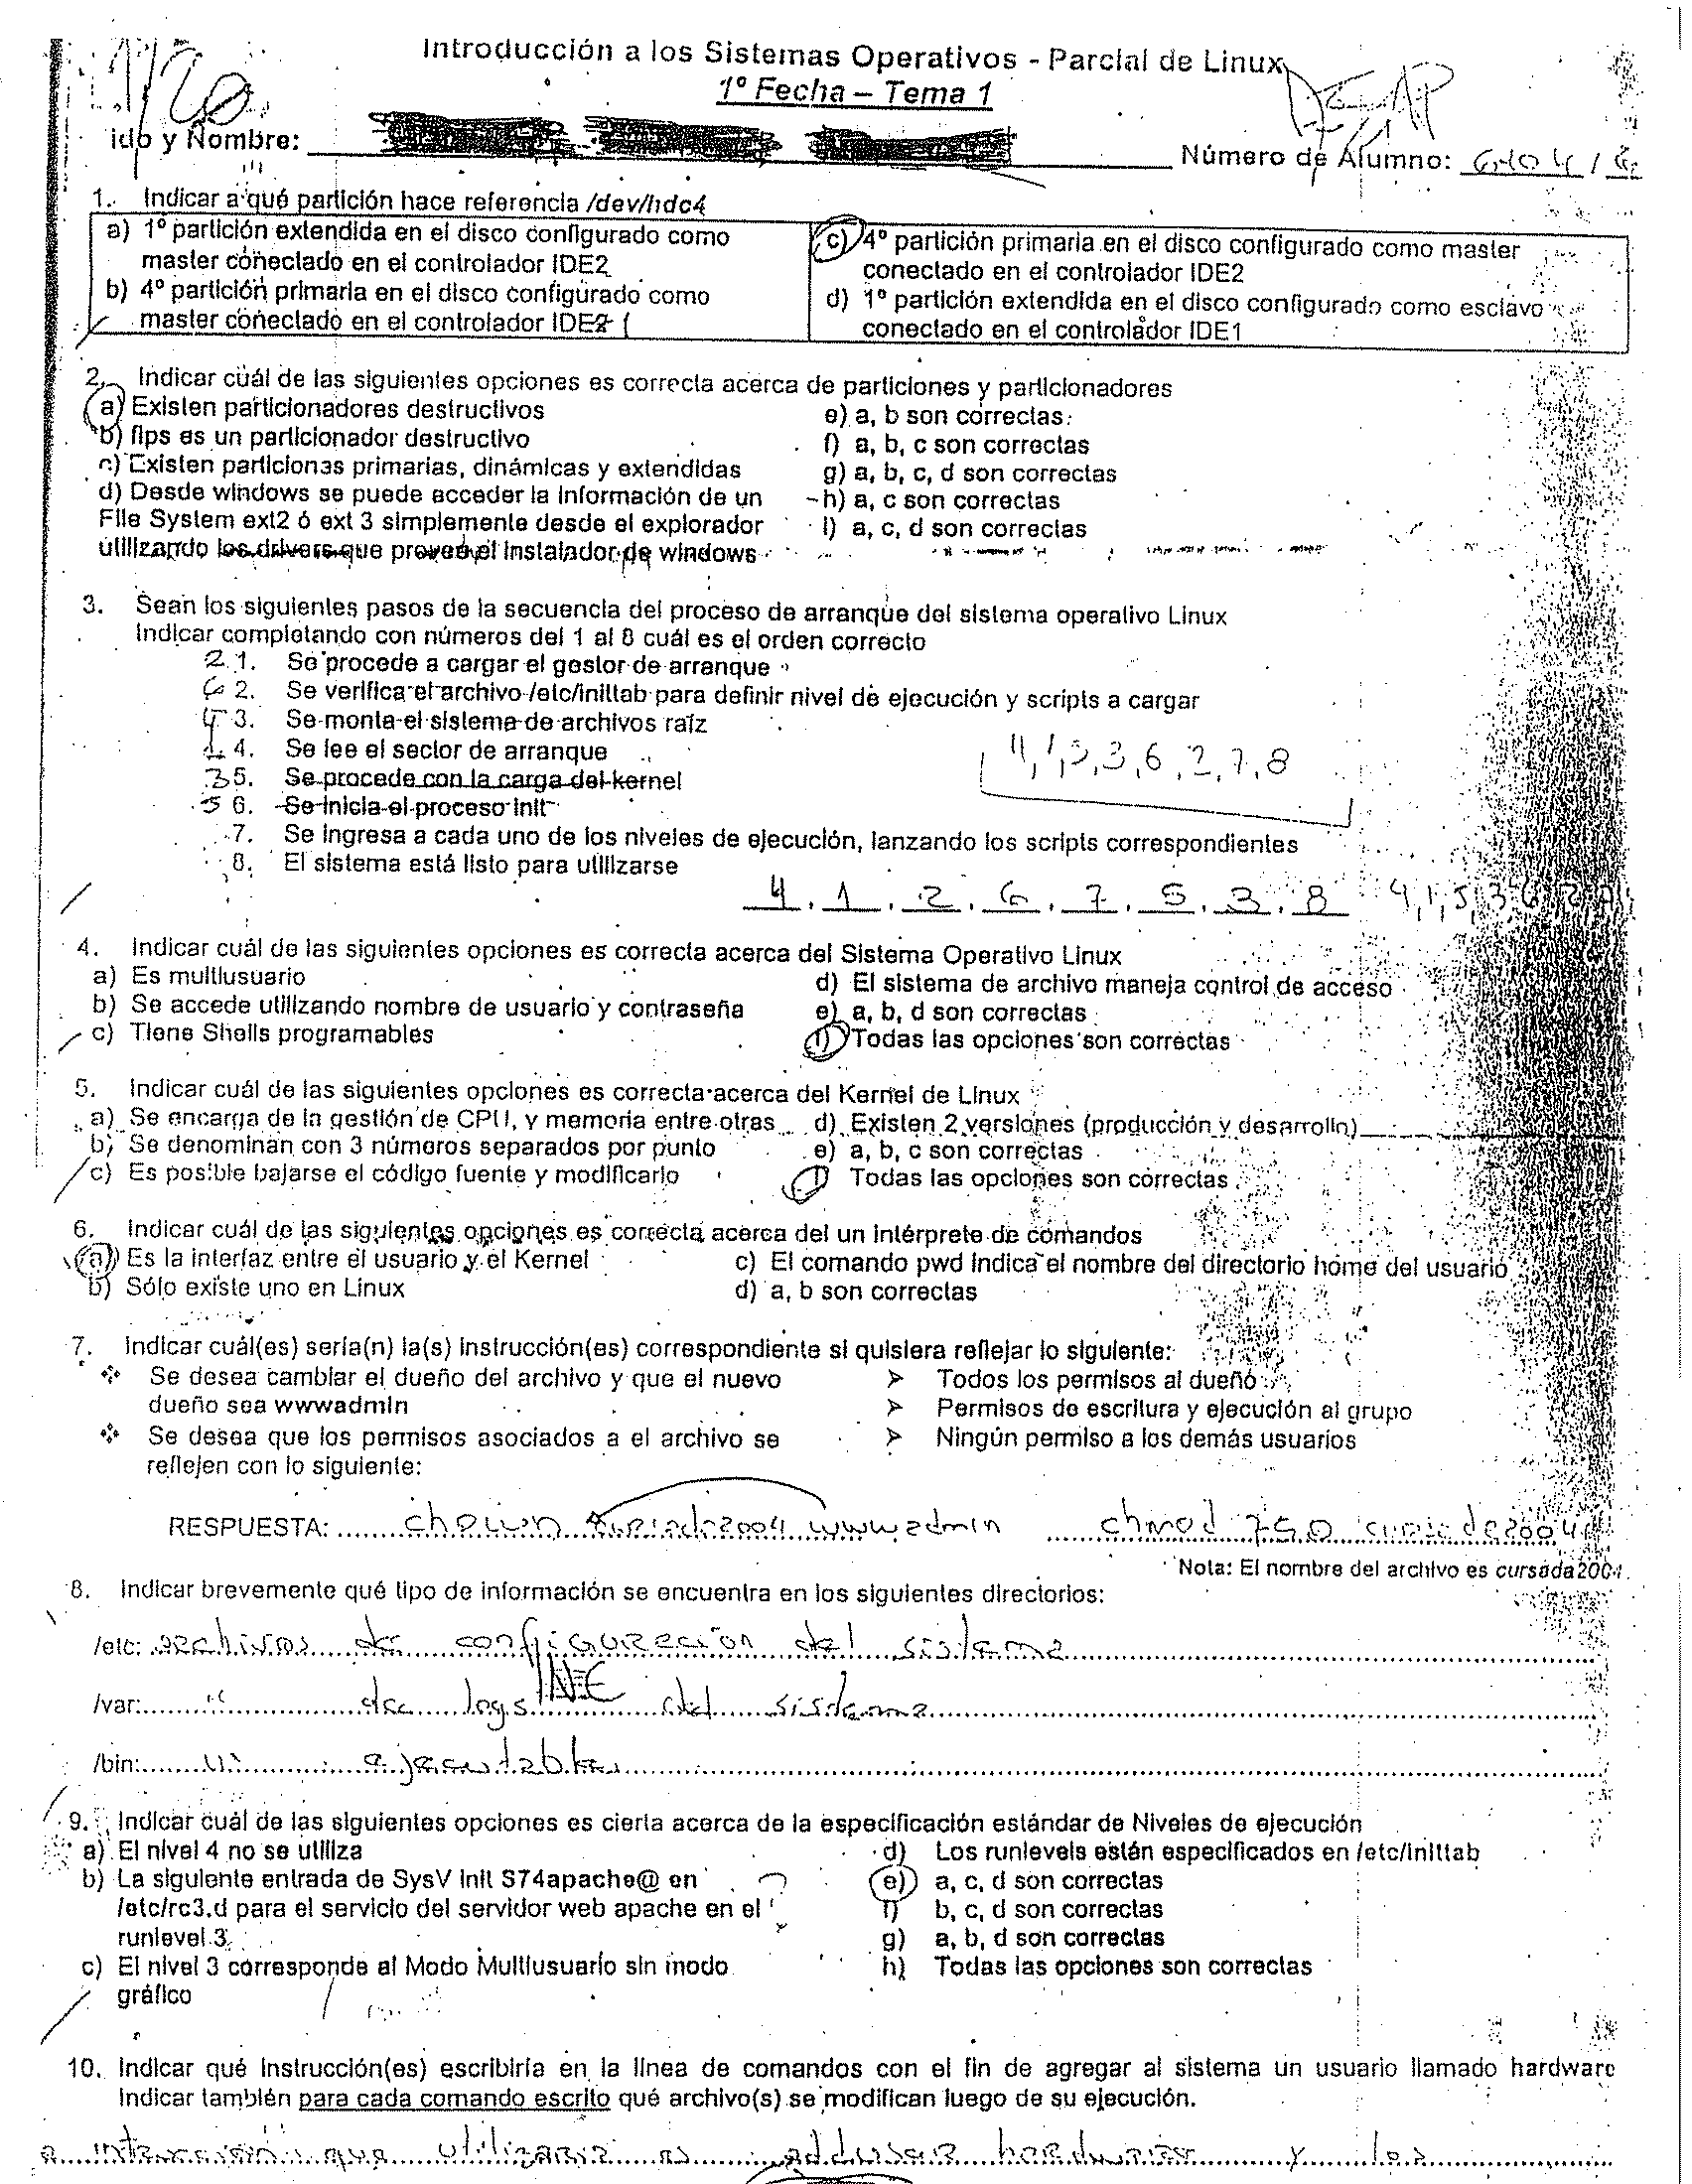 Introducción a los Sistemas Operativos - Parcial de Linux
1º Fecha – Tema 1
ido y Nombre:
Número de Alumno:
1. Indicar a qué partición hace referencia /dev/hdc4
a) 1º partición extendida en el disco configurado como
master conectado en el controlador IDE2
b) 4º partición primaria en el disco configurado como
master conectado en el controlador IDE2 1
c) 4º partición primaria en el disco configurado como master
conectado en el controlador IDE2
d) 1º partición extendida en el disco configurado como esclavo
conectado en el controlador IDE1
2. Indicar cuál de las siguientes opciones es correcta acerca de particiones y particionadores
a) Existen particionadores destructivos
b) fips es un particionador destructivo
c) Existen particiones primarias, dinámicas y extendidas
d) Desde windows se puede acceder la información de un
File System ext2 ó ext 3 simplemente desde el explorador
utilizando los drivers que provee el instalador de windows
e) a, b son correctas
f) a, b, c son correctas
g) a, b, c, d son correctas
h) a, c son correctas
i) a, c, d son correctas
3. Sean los siguientes pasos de la secuencia del proceso de arranque del sistema operativo Linux
Indicar completando con números del 1 al 8 cuál es el orden correcto
2 1. Se procede a cargar el gestor de arranque
6 2. Se verifica el archivo /etc/inittab para definir nivel de ejecución y scripts a cargar
4 3. Se monta el sistema de archivos raíz
1 4. Se lee el sector de arranque
3 5. Se procede con la carga del kernel
5 6. Se inicia el proceso init
7. Se ingresa a cada uno de los niveles de ejecución, lanzando los scripts correspondientes
8. El sistema está listo para utilizarse
4, 1, 5, 3, 6, 2, 7, 8
4, 1, 2, 6, 7, 5, 3, 8 4, 1, 5, 3, 6, 2
4. Indicar cuál de las siguientes opciones es correcta acerca del Sistema Operativo Linux
a) Es multiusuario
b) Se accede utilizando nombre de usuario y contraseña
c) Tiene Shells programables
d) El sistema de archivo maneja control de acceso
e) a, b, d son correctas
f) Todas las opciones son correctas
5. Indicar cuál de las siguientes opciones es correcta acerca del Kernel de Linux
a) Se encarga de la gestión de CPU, y memoria entre otras
b) Se denominan con 3 números separados por punto
c) Es posible bajarse el código fuente y modificarlo
d) Existen 2 versiones (producción y desarrollo)
e) a, b, c son correctas
f) Todas las opciones son correctas
6. Indicar cuál de las siguientes opciones es correcta acerca del un intérprete de comandos
a) Es la interfaz entre el usuario y el Kernel
b) Sólo existe uno en Linux
c) El comando pwd indica el nombre del directorio home del usuario
d) a, b son correctas
7. Indicar cuál(es) sería(n) la(s) instrucción(es) correspondiente si quisiera reflejar lo siguiente:
❖ Se desea cambiar el dueño del archivo y que el nuevo
dueño sea wwwadmin
❖ Se desea que los permisos asociados a el archivo se
reflejen con lo siguiente:
➢ Todos los permisos al dueño
➢ Permisos de escritura y ejecución al grupo
➢ Ningún permiso a los demás usuarios
RESPUESTA: chown cursada2004 wwwadmin chmod 750 cursada2004
Nota: El nombre del archivo es cursada2004.
8. Indicar brevemente qué tipo de información se encuentra en los siguientes directorios:
/etc: archivos de configuracion del sistema
/var: " de logs del sistema
/bin: " ejecutables
9. Indicar cuál de las siguientes opciones es cierta acerca de la especificación estándar de Niveles de ejecución
a) El nivel 4 no se utiliza
b) La siguiente entrada de SysV Init S74apache@ en
/etc/rc3.d para el servicio del servidor web apache en el
runlevel 3
c) El nivel 3 corresponde al Modo Multiusuario sin modo
gráfico
d) Los runlevels están especificados en /etc/inittab
e) a, c, d son correctas
f) b, c, d son correctas
g) a, b, d son correctas
h) Todas las opciones son correctas
10. Indicar qué instrucción(es) escribiría en la línea de comandos con el fin de agregar al sistema un usuario llamado hardware
Indicar también para cada comando escrito qué archivo(s) se modifican luego de su ejecución.
que utilizaria es adduser hardware y los